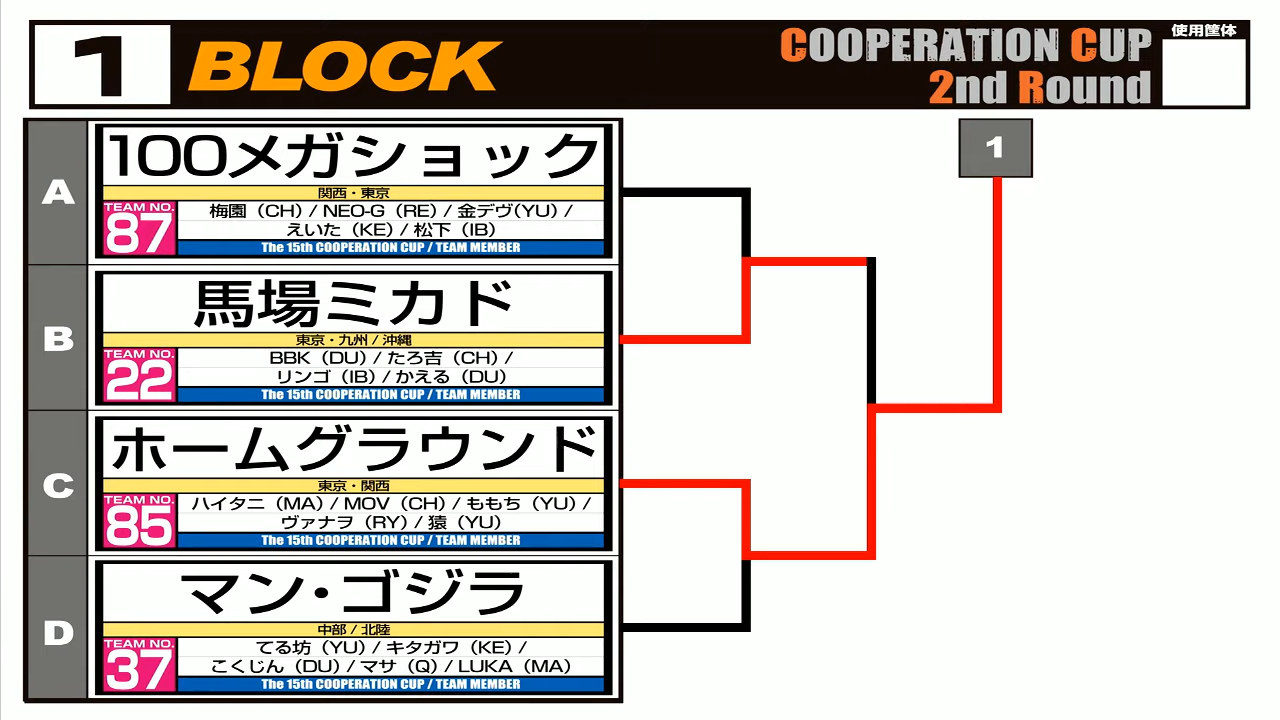 1 BLOCK
COOPERATION CUP
2nd Round
使用筐体
A
100メガショック
関西・東京
TEAM NO.
87
梅園（CH）/ NEO-G（RE）/ 金デヴ(YU) /
えいた（KE）/ 松下（IB）
The 15th COOPERATION CUP / TEAM MEMBER
B
馬場ミカド
東京・九州 / 沖縄
TEAM NO.
22
BBK（DU）/ たろ吉（CH）/
リンゴ（IB）/ かえる（DU）
The 15th COOPERATION CUP / TEAM MEMBER
C
ホームグラウンド
東京・関西
TEAM NO.
85
ハイタニ（MA）/ MOV（CH）/ ももち（YU）/
ヴァナヲ（RY）/ 猿（YU）
The 15th COOPERATION CUP / TEAM MEMBER
D
マン・ゴジラ
中部 / 北陸
TEAM NO.
37
てる坊（YU）/ キタガワ（KE）/
こくじん（DU）/ マサ（Q）/ LUKA（MA）
The 15th COOPERATION CUP / TEAM MEMBER
1